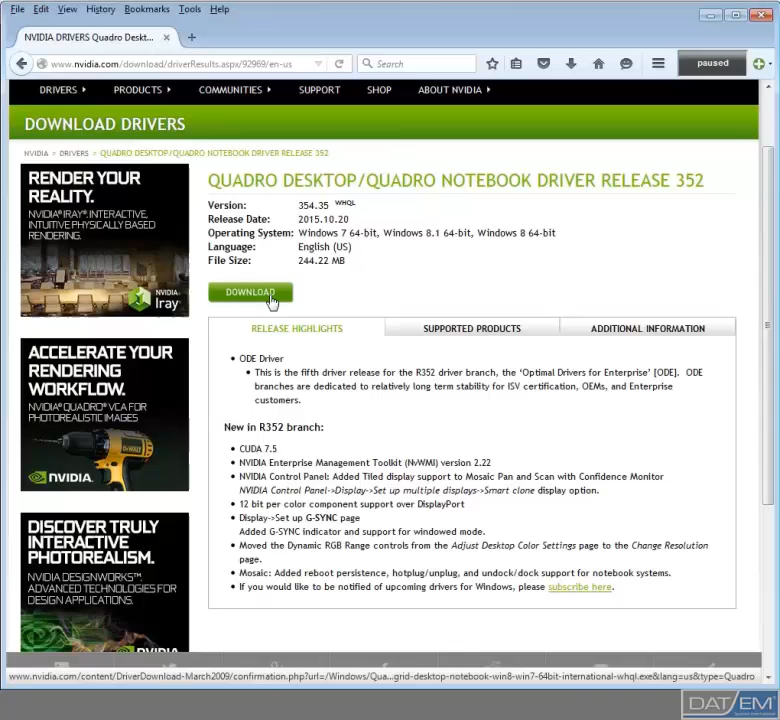 File Edit View History Bookmarks Tools Help
NVIDIA DRIVERS Quadro Deskt...
www.nvidia.com/download/driverResults.aspx/92969/en-us
Search
paused
DRIVERS PRODUCTS COMMUNITIES SUPPORT SHOP ABOUT NVIDIA
DOWNLOAD DRIVERS
NVIDIA > DRIVERS > QUADRO DESKTOP/QUADRO NOTEBOOK DRIVER RELEASE 352
RENDER YOUR
REALITY.
NVIDIA® IRAY®. INTERACTIVE,
INTUITIVE PHYSICALLY BASED
RENDERING.
NVIDIA
Iray®
ACCELERATE YOUR
RENDERING
WORKFLOW.
NVIDIA® QUADRO® VCA FOR
PHOTOREALISTIC IMAGES
DEWALT
NVIDIA.
DISCOVER TRULY
INTERACTIVE
PHOTOREALISM.
NVIDIA DESIGNWORKS™.
ADVANCED TECHNOLOGIES FOR
DESIGN APPLICATIONS.
QUADRO DESKTOP/QUADRO NOTEBOOK DRIVER RELEASE 352
Version: 354.35 WHQL
Release Date: 2015.10.20
Operating System: Windows 7 64-bit, Windows 8.1 64-bit, Windows 8 64-bit
Language: English (US)
File Size: 244.22 MB
DOWNLOAD
RELEASE HIGHLIGHTS SUPPORTED PRODUCTS ADDITIONAL INFORMATION
• ODE Driver
• This is the fifth driver release for the R352 driver branch, the 'Optimal Drivers for Enterprise' [ODE]. ODE
branches are dedicated to relatively long term stability for ISV certification, OEMs, and Enterprise
customers.
New in R352 branch:
• CUDA 7.5
• NVIDIA Enterprise Management Toolkit (NVWMI) version 2.22
• NVIDIA Control Panel: Added Tiled display support to Mosaic Pan and Scan with Confidence Monitor
NVIDIA Control Panel->Display->Set up multiple displays->Smart clone display option.
• 12 bit per color component support over DisplayPort
• Display->Set up G-SYNC page
Added G-SYNC indicator and support for windowed mode.
• Moved the Dynamic RGB Range controls from the Adjust Desktop Color Settings page to the Change Resolution
page.
• Mosaic: Added reboot persistence, hotplug/unplug, and undock/dock support for notebook systems.
• If you would like to be notified of upcoming drivers for Windows, please subscribe here.
www.nvidia.com/content/DriverDownload-March2009/confirmation.php?url=/Windows/Qua...grid-desktop-notebook-win8-win7-64bit-international-whql.exe&lang=us&type=Quadro
DAT/EM